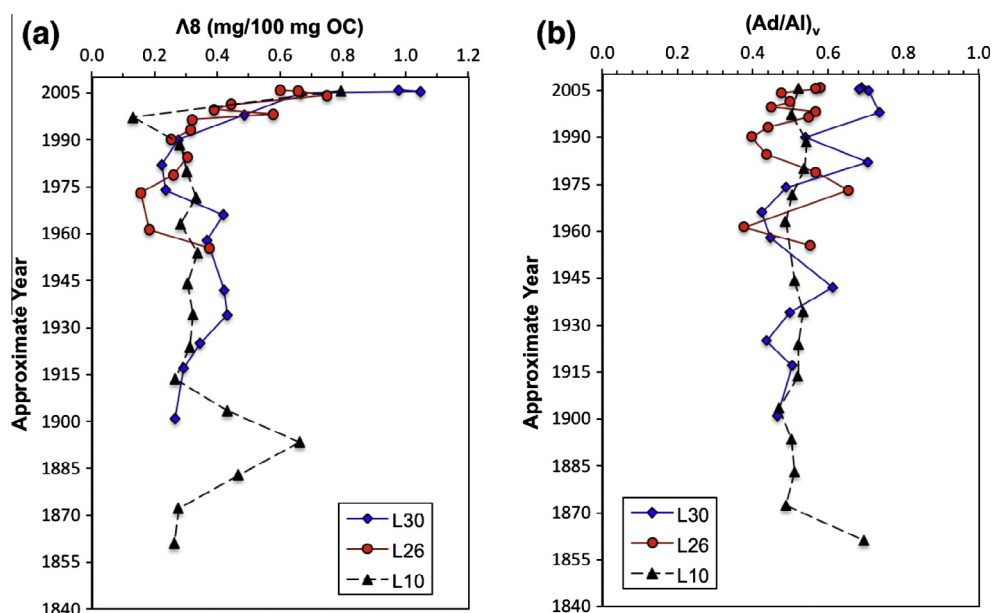 (a)
Λ8 (mg/100 mg OC)
0.0 0.2 0.4 0.6 0.8 1.0 1.2
Approximate Year
2005
1990
1975
1960
1945
1930
1915
1900
1885
1870
1855
1840
L30
L26
L10
(b)
(Ad/Al)v
0.0 0.2 0.4 0.6 0.8 1.0
Approximate Year
2005
1990
1975
1960
1945
1930
1915
1900
1885
1870
1855
1840
L30
L26
L10